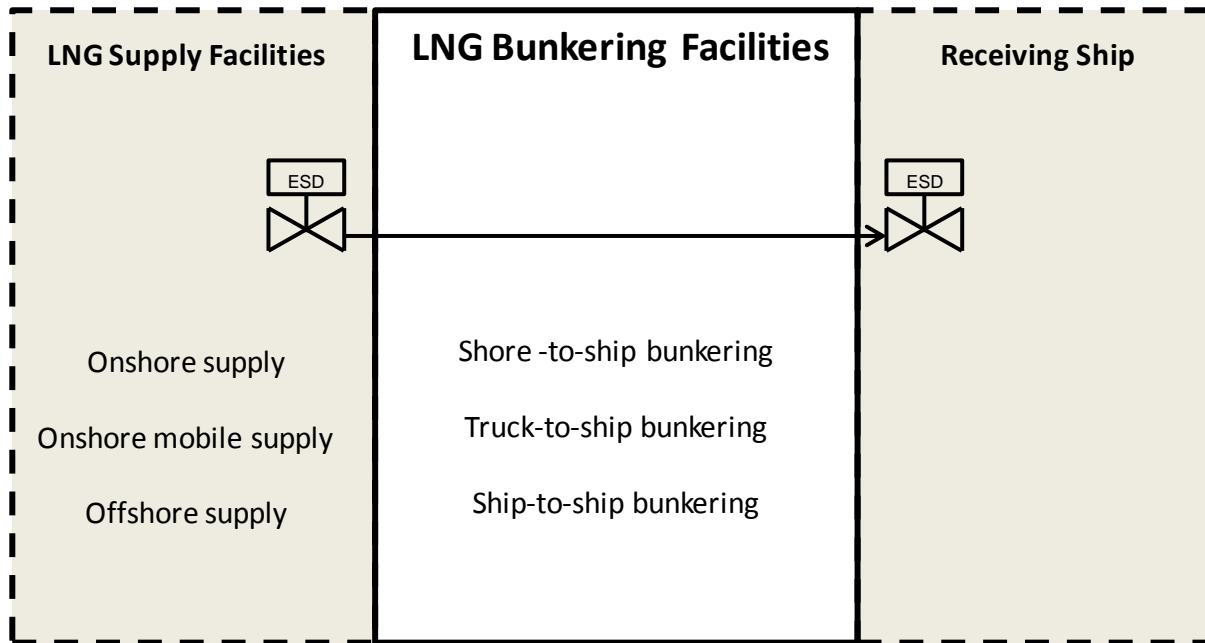 LNG Supply Facilities
LNG Bunkering Facilities
Receiving Ship
ESD
ESD
Onshore supply
Onshore mobile supply
Offshore supply
Shore -to-ship bunkering
Truck-to-ship bunkering
Ship-to-ship bunkering